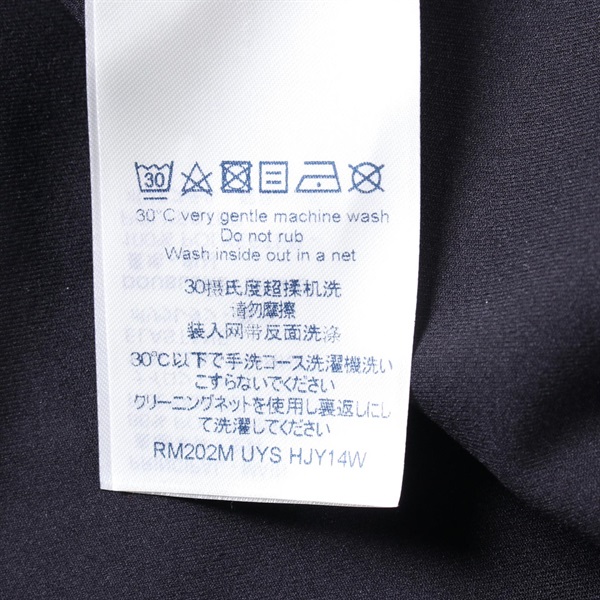 30
30°C very gentle machine wash
Do not rub
Wash inside out in a net
30摄氏度超柔机洗
请勿摩擦
装入网带反面洗涤
30℃以下で手洗コース洗濯機洗い
こすらないでください
クリーニングネットを使用し裏返しにし
て洗濯してください
RM202M UYS HJY14W